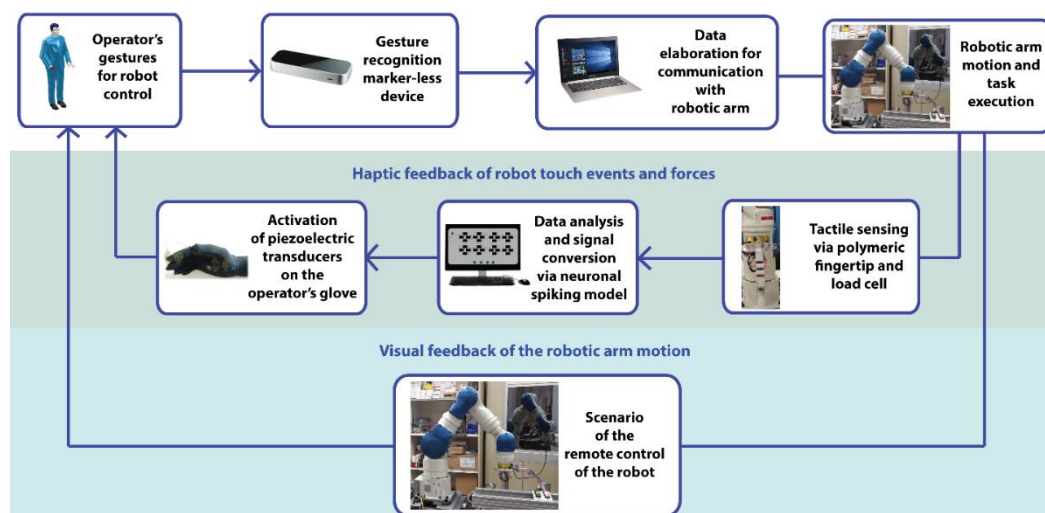 Operator's
gestures
for robot
control
Gesture
recognition
marker-less
device
Data
elaboration for
communication
with
robotic arm
Robotic arm
motion and
task
execution
Haptic feedback of robot touch events and forces
Activation
of piezoelectric
transducers
on the
operator's glove
Data analysis
and signal
conversion
via neuronal
spiking model
Tactile sensing
via polymeric
fingertip and
load cell
Visual feedback of the robotic arm motion
Scenario
of the
remote control
of the robot